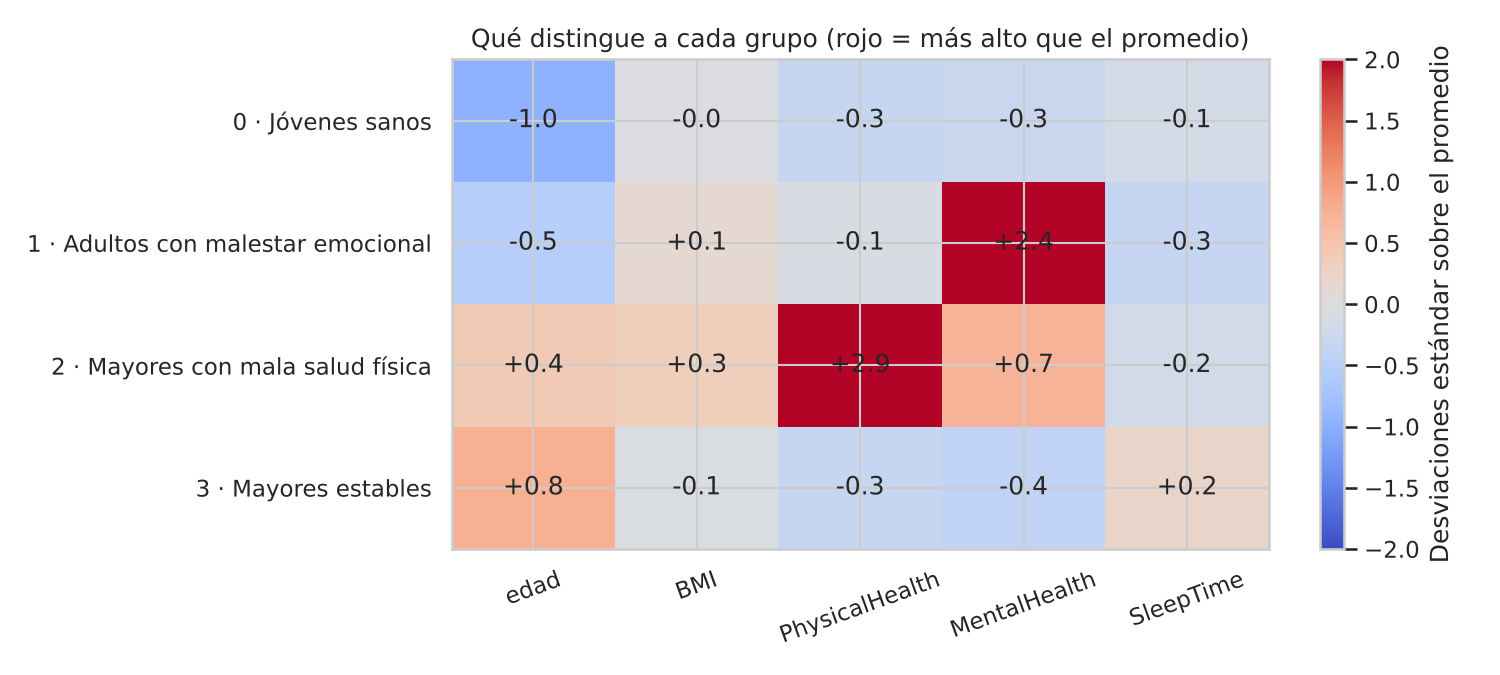 Qué distingue a cada grupo (rojo = más alto que el promedio)
0 · Jóvenes sanos
-1.0 -0.0 -0.3 -0.3 -0.1
1 · Adultos con malestar emocional
-0.5 +0.1 -0.1 +2.4 -0.3
2 · Mayores con mala salud física
+0.4 +0.3 +2.9 +0.7 -0.2
3 · Mayores estables
+0.8 -0.1 -0.3 -0.4 +0.2
edad
BMI
PhysicalHealth
MentalHealth
SleepTime
2.0
1.5
1.0
0.5
0.0
−0.5
−1.0
−1.5
−2.0
Desviaciones estándar sobre el promedio